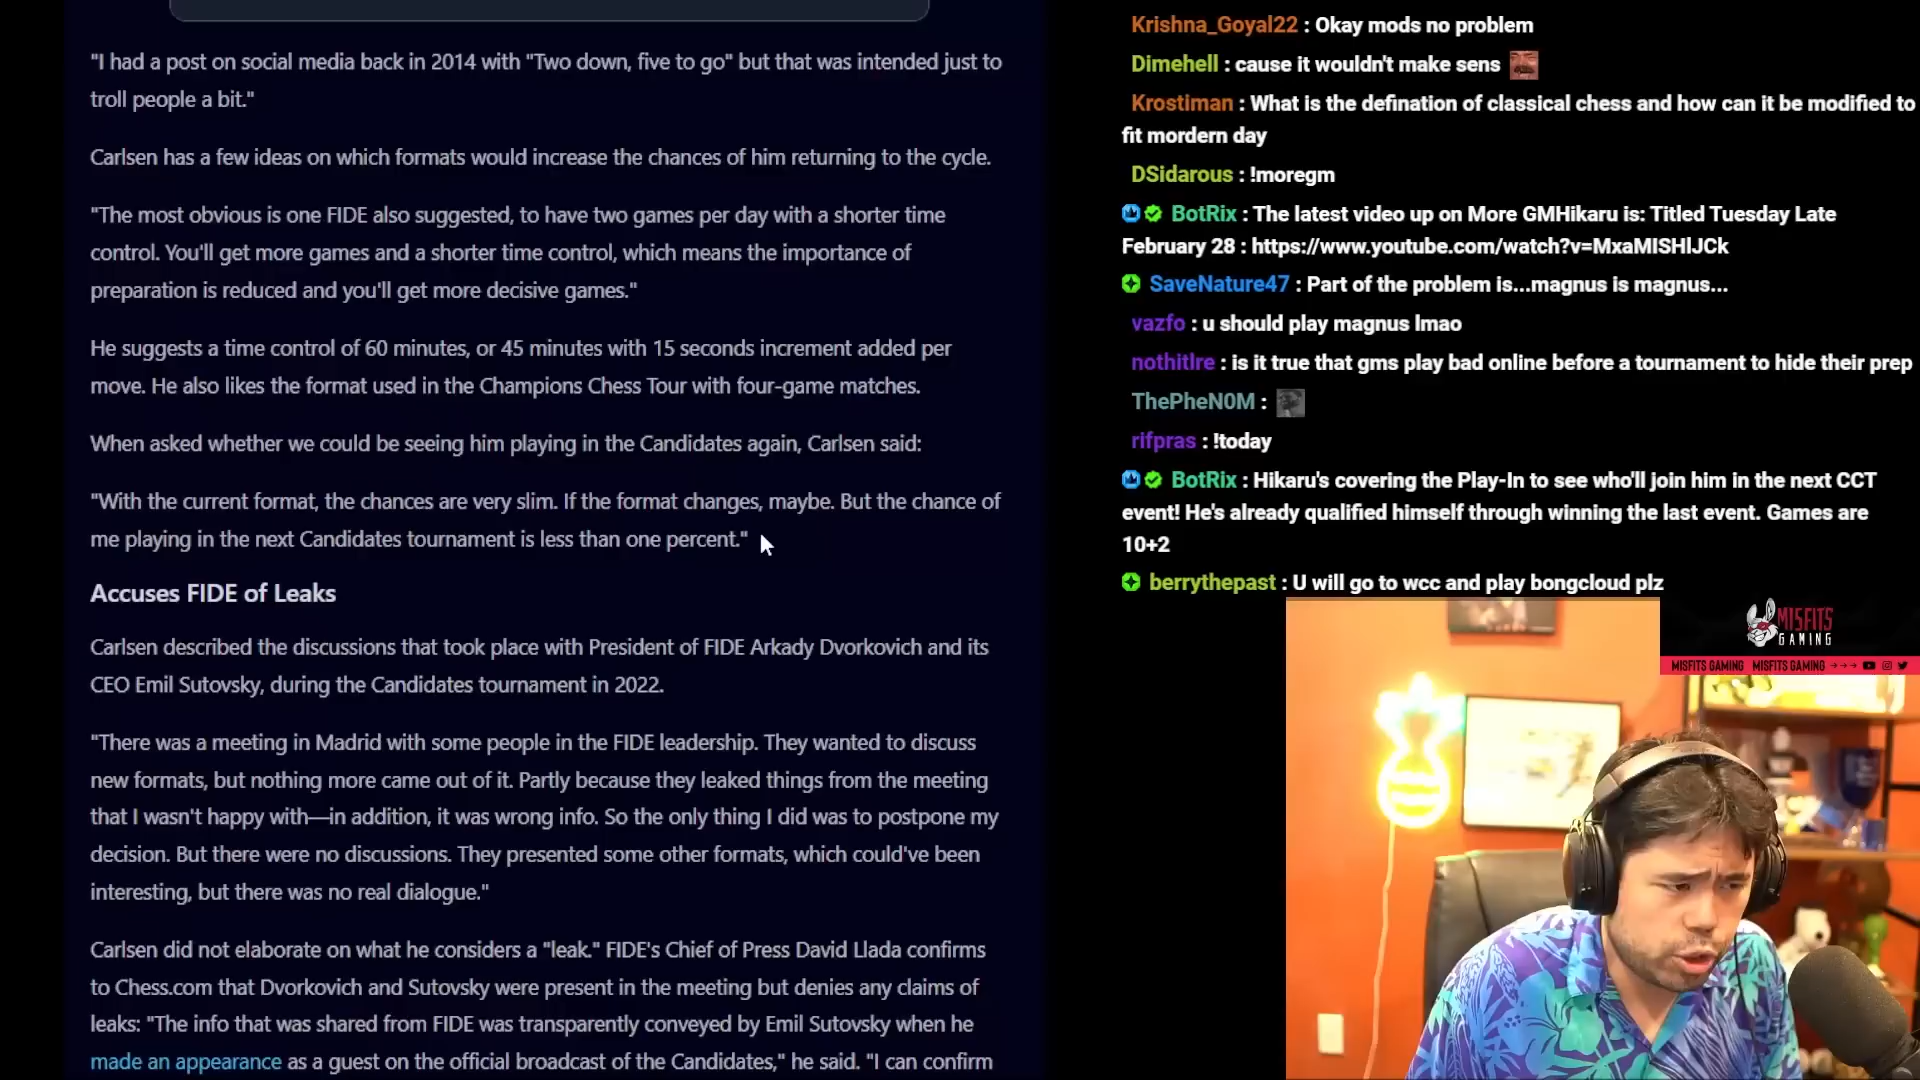 "I had a post on social media back in 2014 with "Two down, five to go" but that was intended just to
troll people a bit."
Carlsen has a few ideas on which formats would increase the chances of him returning to the cycle.
"The most obvious is one FIDE also suggested, to have two games per day with a shorter time
control. You'll get more games and a shorter time control, which means the importance of
preparation is reduced and you'll get more decisive games."
He suggests a time control of 60 minutes, or 45 minutes with 15 seconds increment added per
move. He also likes the format used in the Champions Chess Tour with four-game matches.
When asked whether we could be seeing him playing in the Candidates again, Carlsen said:
"With the current format, the chances are very slim. If the format changes, maybe. But the chance of
me playing in the next Candidates tournament is less than one percent."
Accuses FIDE of Leaks
Carlsen described the discussions that took place with President of FIDE Arkady Dvorkovich and its
CEO Emil Sutovsky, during the Candidates tournament in 2022.
"There was a meeting in Madrid with some people in the FIDE leadership. They wanted to discuss
new formats, but nothing more came out of it. Partly because they leaked things from the meeting
that I wasn't happy with—in addition, it was wrong info. So the only thing I did was to postpone my
decision. But there were no discussions. They presented some other formats, which could've been
interesting, but there was no real dialogue."
Carlsen did not elaborate on what he considers a "leak." FIDE's Chief of Press David Llada confirms
to Chess.com that Dvorkovich and Sutovsky were present in the meeting but denies any claims of
leaks: "The info that was shared from FIDE was transparently conveyed by Emil Sutovsky when he
made an appearance as a guest on the official broadcast of the Candidates," he said. "I can confirm
Krishna_Goyal22 : Okay mods no problem
Dimehell : cause it wouldn't make sens
Krostiman : What is the defination of classical chess and how can it be modified to
fit mordern day
DSidarous : !moregm
BotRix : The latest video up on More GMHikaru is: Titled Tuesday Late
February 28 : https://www.youtube.com/watch?v=MxaMISHlJCk
SaveNature47 : Part of the problem is...magnus is magnus...
vazfo : u should play magnus lmao
nothitlre : is it true that gms play bad online before a tournament to hide their prep
ThePheN0M :
rifpras : !today
BotRix : Hikaru's covering the Play-In to see who'll join him in the next CCT
event! He's already qualified himself through winning the last event. Games are
10+2
berrythepast : U will go to wcc and play bongcloud plz
MISFITS
GAMING
MISFITS GAMING MISFITS GAMING